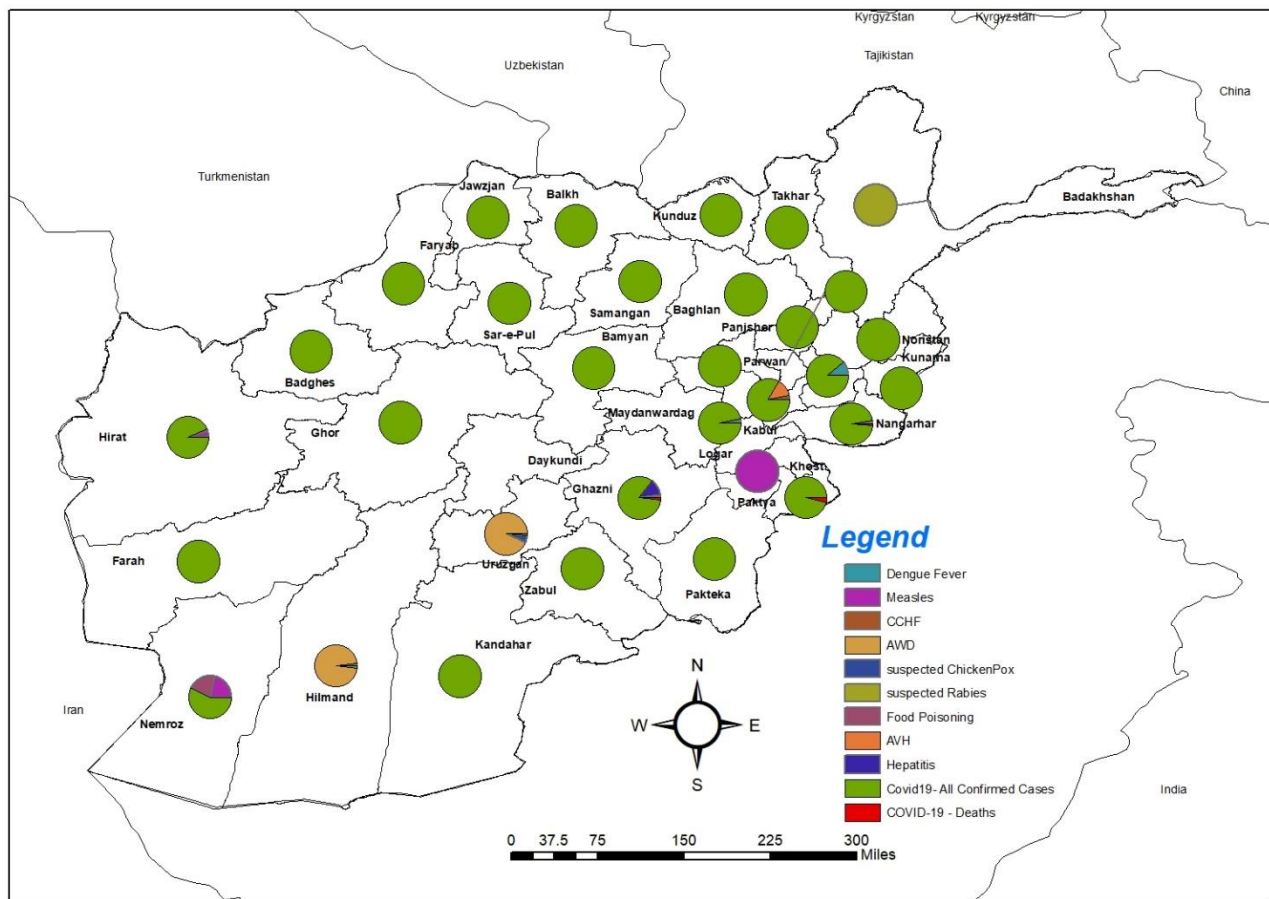 Kyrgyzstan
Kyrgyzstan
Uzbekistan
Tajikistan
China
Turkmenistan
Jawzjan
Balkh
Kunduz
Takhar
Badakhshan
Faryab
Samangan
Baghlan
Sar-e-Pul
Panjsher
Bamyan
Noristan
Kunarha
Badghes
Parwan
Maydanwardag
Kabul
Nangarhar
Hirat
Ghor
Logar
Daykundi
Khost
Ghazni
Paktya
Farah
Uruzgan
Zabul
Pakteka
Kandahar
Hilmand
Nemroz
Iran
India
Legend
Dengue Fever
Measles
CCHF
AWD
suspected ChickenPox
suspected Rabies
Food Poisoning
AVH
Hepatitis
Covid19- All Confirmed Cases
COVID-19 - Deaths
N
W E
S
0 37.5 75 150 225 300
Miles